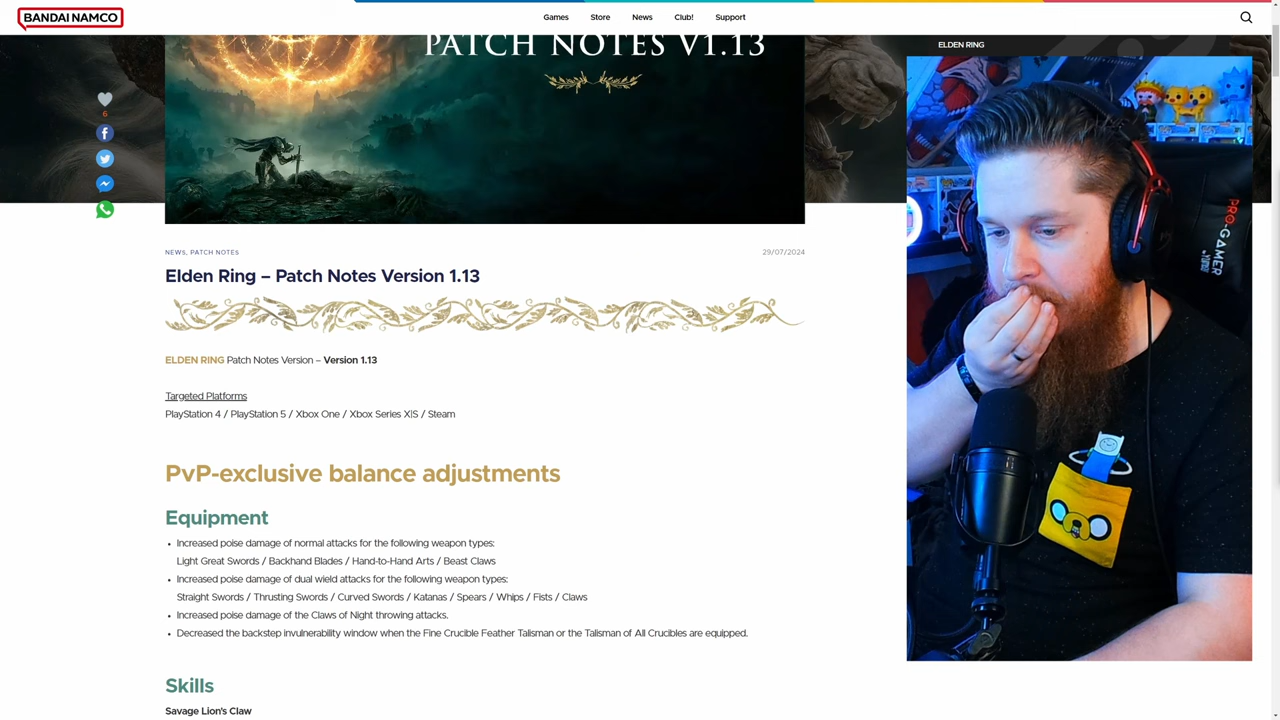 BANDAI NAMCO
Games Store News Club! Support
PATCH NOTES V1.13
ELDEN RING
6
NEWS, PATCH NOTES
29/07/2024
Elden Ring – Patch Notes Version 1.13
ELDEN RING Patch Notes Version – Version 1.13
Targeted Platforms
PlayStation 4 / PlayStation 5 / Xbox One / Xbox Series X|S / Steam
PvP-exclusive balance adjustments
Equipment
• Increased poise damage of normal attacks for the following weapon types:
Light Great Swords / Backhand Blades / Hand-to-Hand Arts / Beast Claws
• Increased poise damage of dual wield attacks for the following weapon types:
Straight Swords / Thrusting Swords / Curved Swords / Katanas / Spears / Whips / Fists / Claws
• Increased poise damage of the Claws of Night throwing attacks.
• Decreased the backstep invulnerability window when the Fine Crucible Feather Talisman or the Talisman of All Crucibles are equipped.
Skills
Savage Lion's Claw
PRO-GAMER